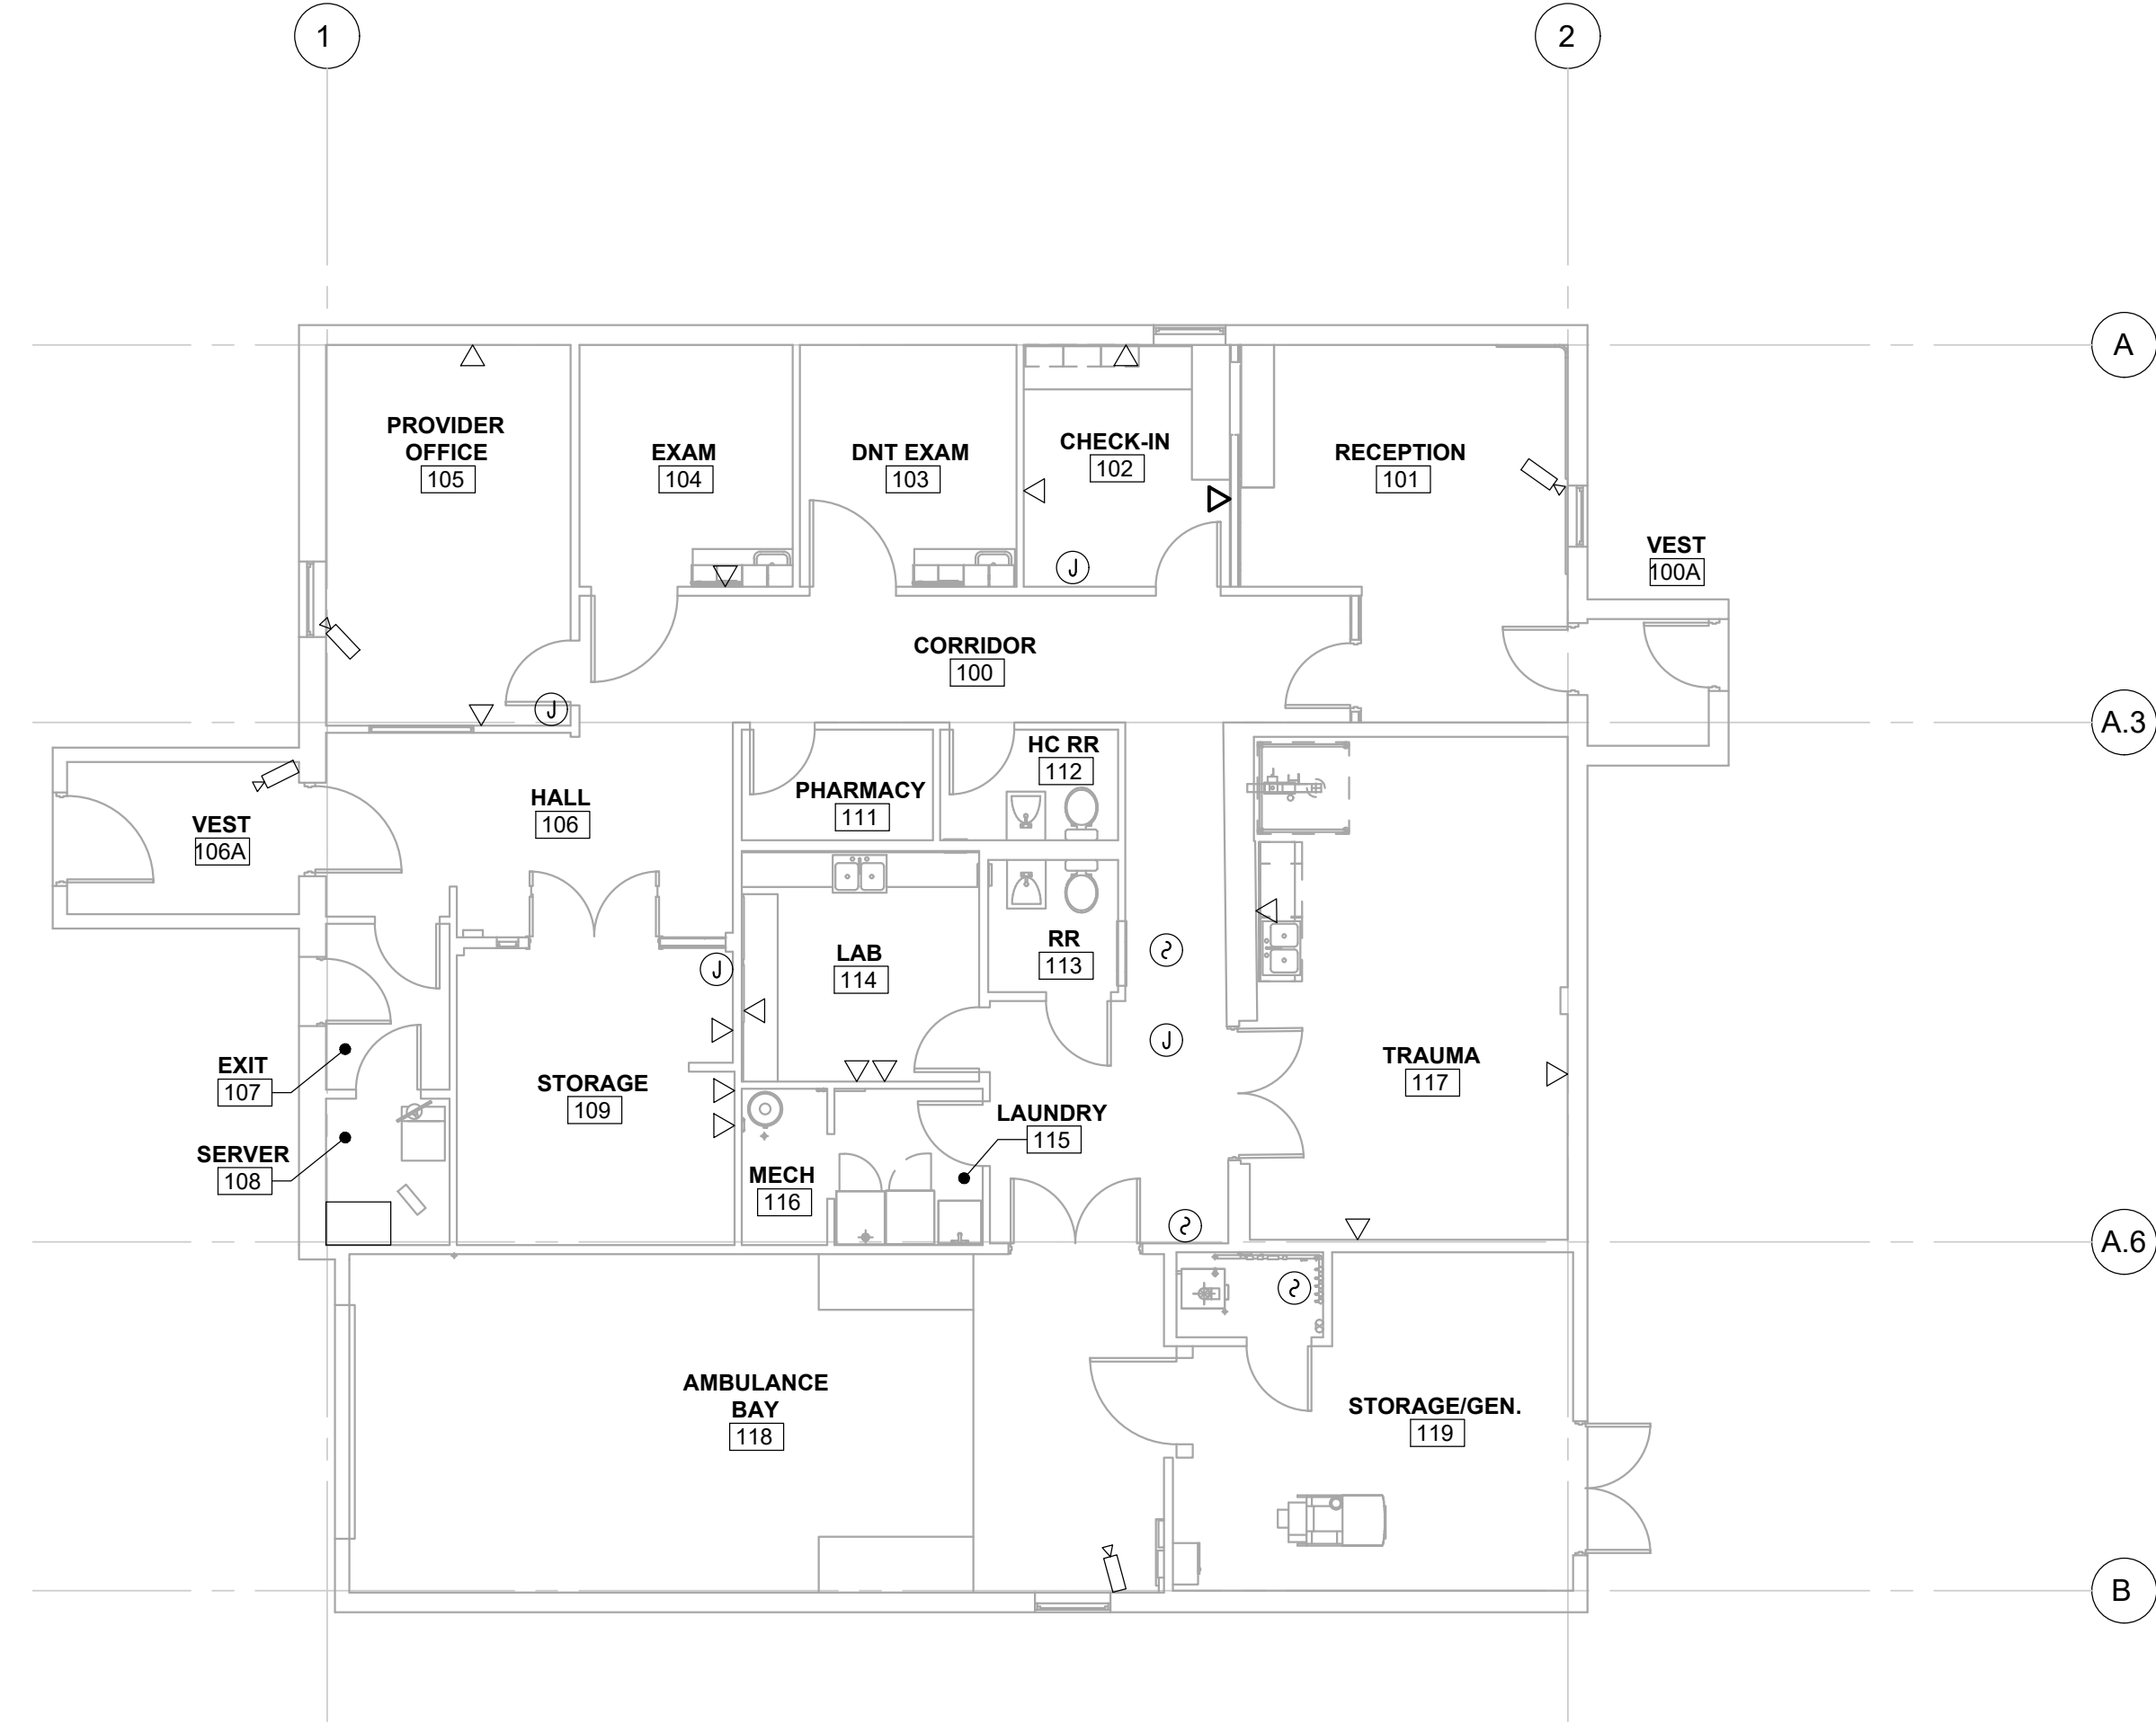 1
2
A
PROVIDER
OFFICE
105
EXAM
104
DNT EXAM
103
CHECK-IN
102
RECEPTION
101
VEST
100A
J
CORRIDOR
100
J
A.3
HC RR
112
PHARMACY
111
HALL
106
VEST
106A
LAB
114
RR
113
J
J
EXIT
107
STORAGE
109
TRAUMA
117
LAUNDRY
115
SERVER
108
MECH
116
A.6
AMBULANCE
BAY
118
STORAGE/GEN.
119
B